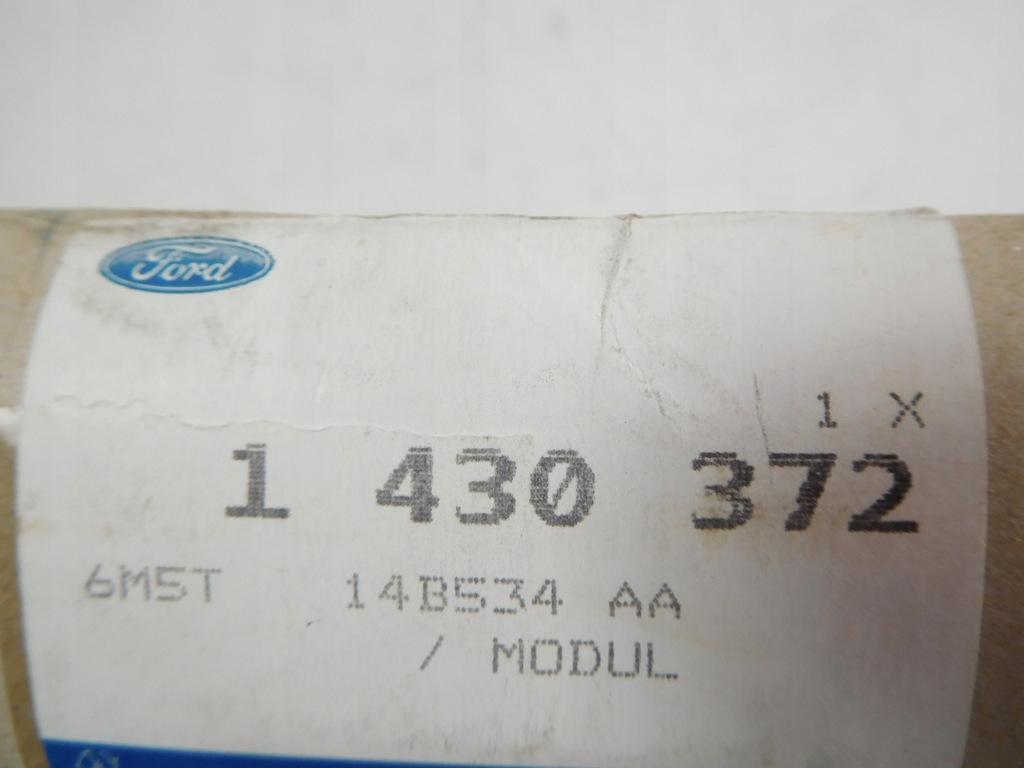 Ford
1 X
1 430 372
6M5T 14B534 AA
/ MODUL